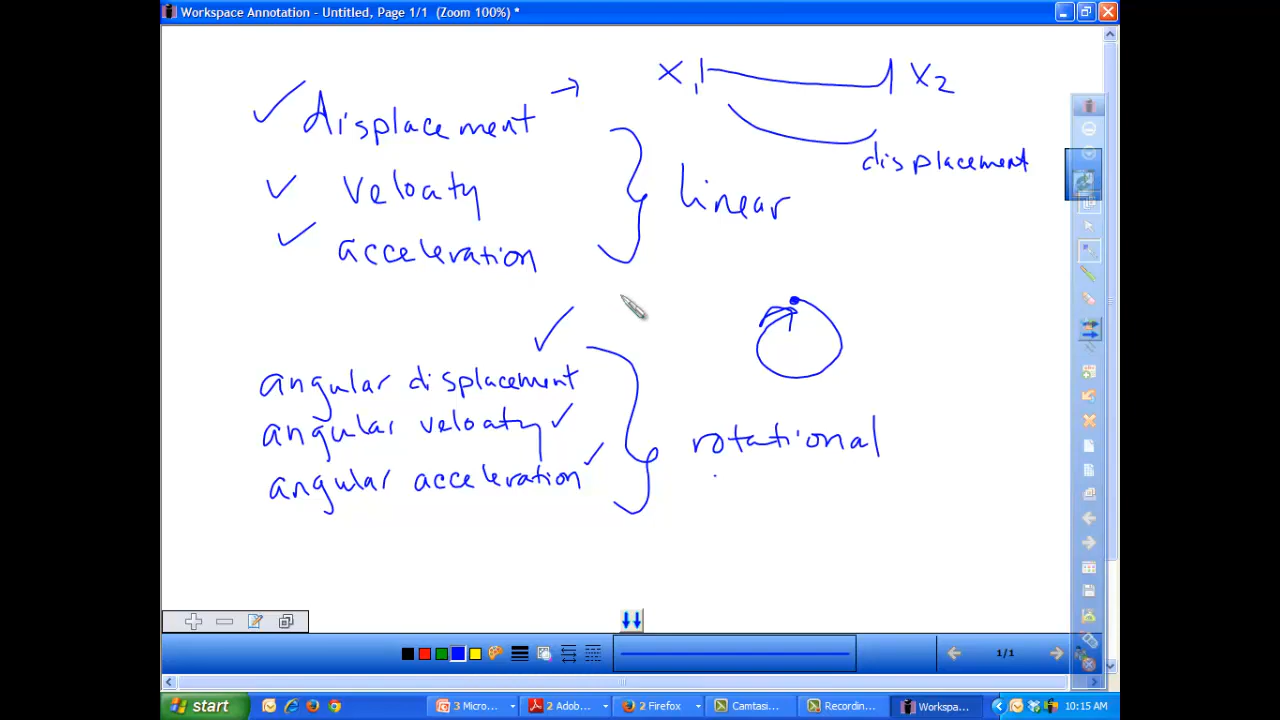 Workspace Annotation - Untitled, Page 1/1 (Zoom 100%) *
✓ displacement → x₁ x₂
displacement
✓ velocity
linear
✓ acceleration
✓
angular displacement
angular velocity ✓
rotational
angular acceleration ✓
1/1
start
3 Micro...
2 Adob...
2 Firefox
Camtasi...
Recordin...
Workspa...
10:15 AM